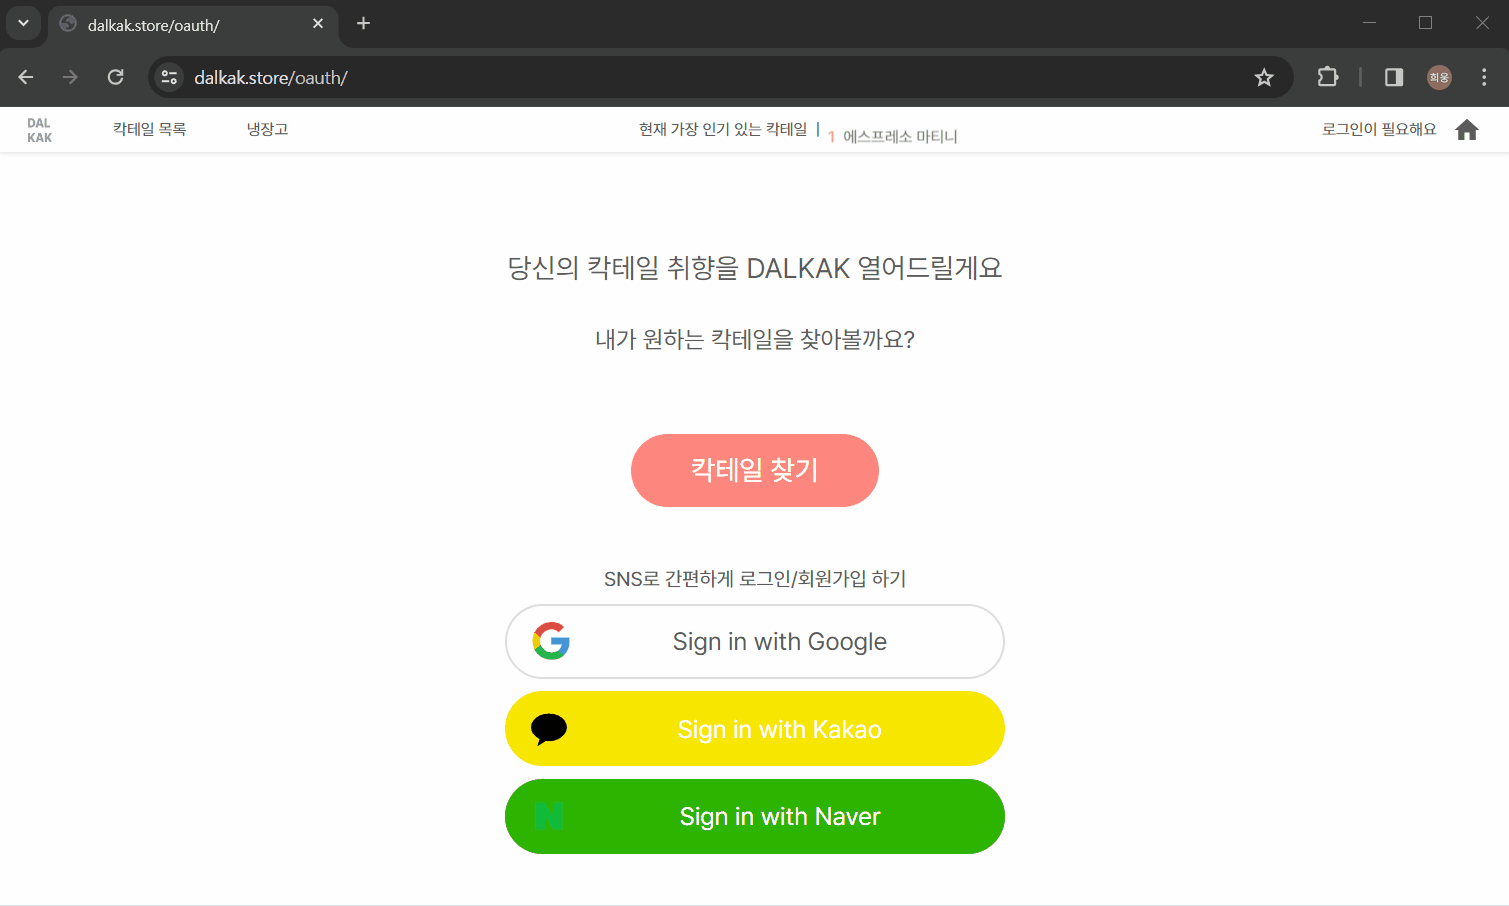 dalkak.store/oauth/
dalkak.store/oauth/
희웅
DAL
KAK
칵테일 목록
냉장고
현재 가장 인기 있는 칵테일 |
1 에스프레소 마티니
로그인이 필요해요
당신의 칵테일 취향을 DALKAK 열어드릴게요
내가 원하는 칵테일을 찾아볼까요?
칵테일 찾기
SNS로 간편하게 로그인/회원가입 하기
Sign in with Google
Sign in with Kakao
N Sign in with Naver